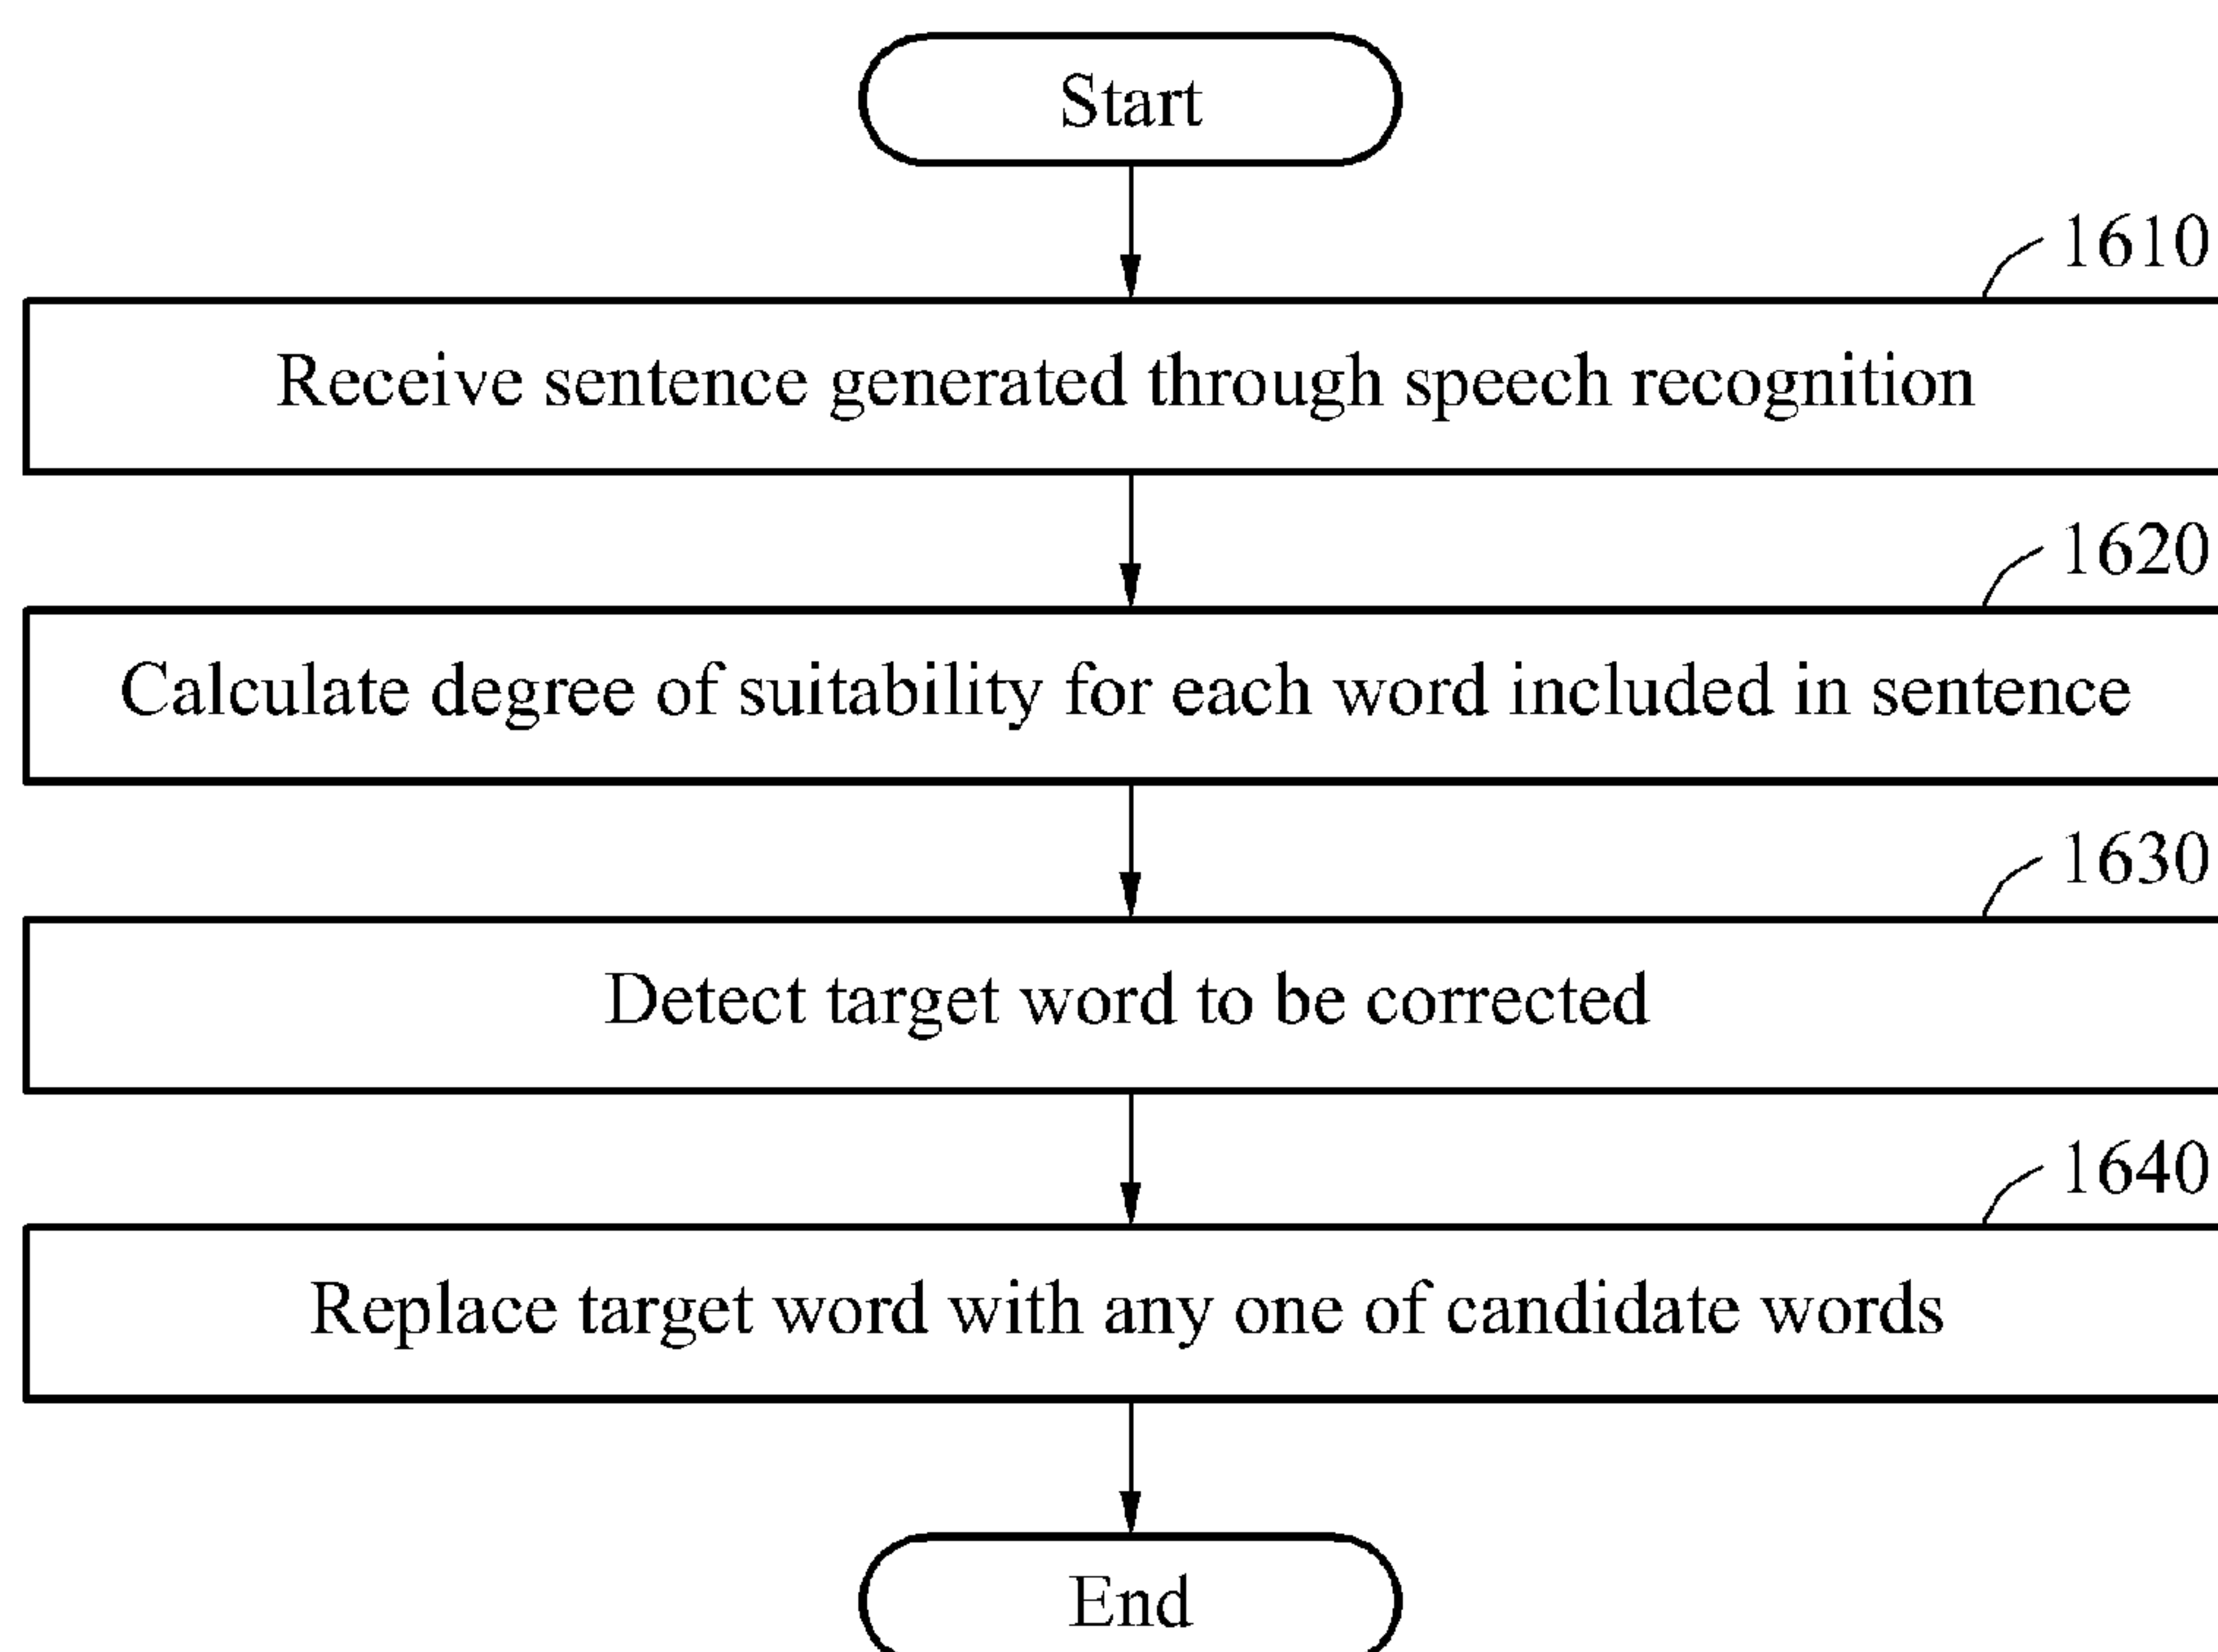 Start
1610
Receive sentence generated through speech recognition
1620
Calculate degree of suitability for each word included in sentence
1630
Detect target word to be corrected
1640
Replace target word with any one of candidate words
End